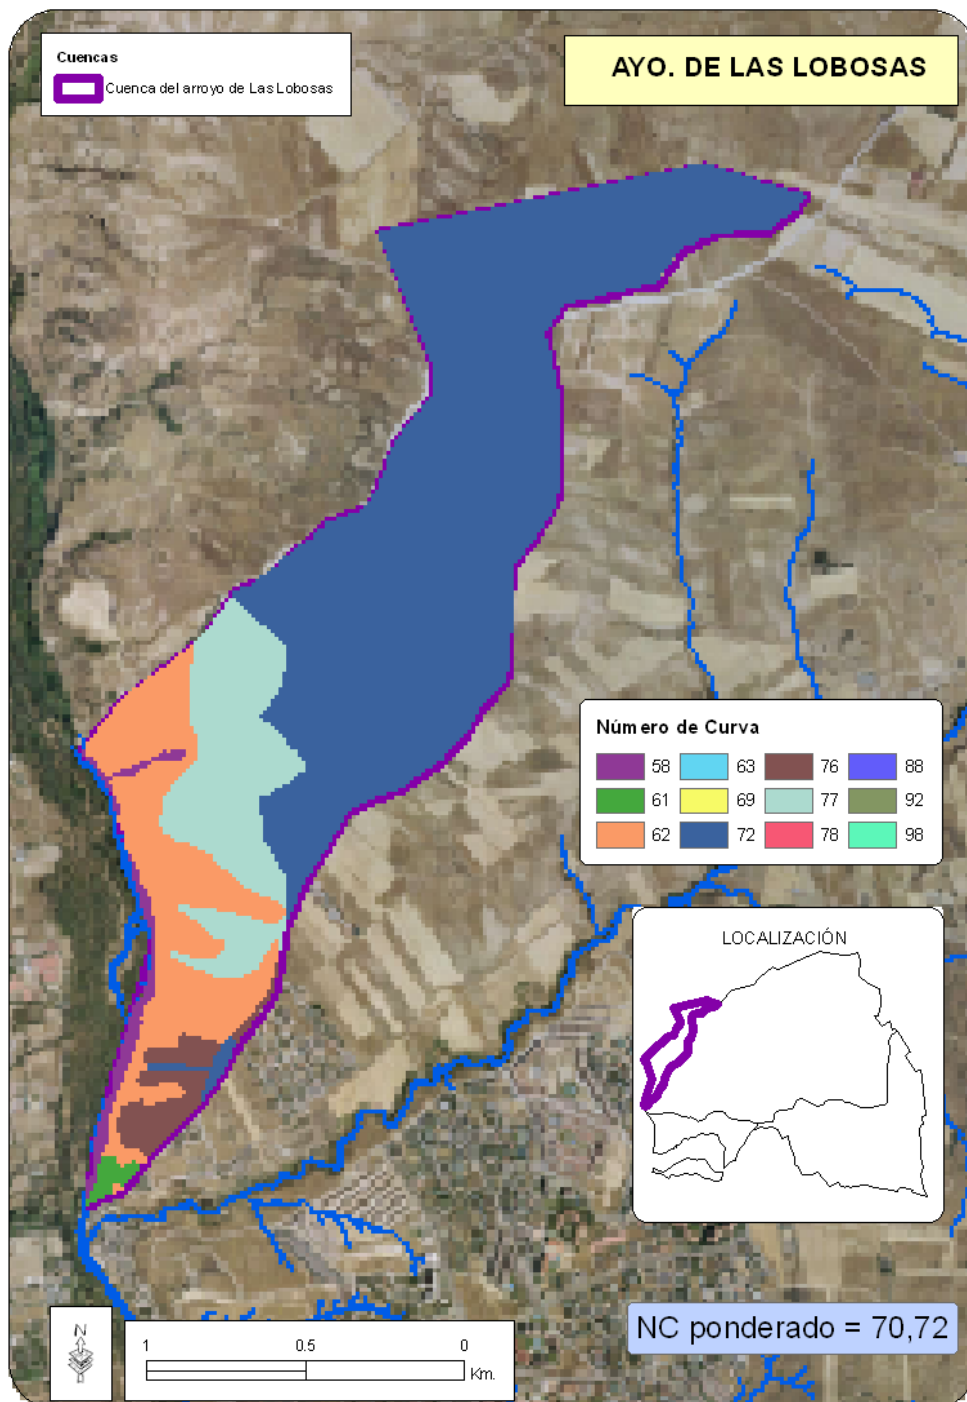 Cuencas
Cuenca del arroyo de Las Lobosas
AYO. DE LAS LOBOSAS
Número de Curva
58 63 76 88
61 69 77 92
62 72 78 98
LOCALIZACIÓN
NC ponderado = 70,72
N
1 0.5 0
Km.